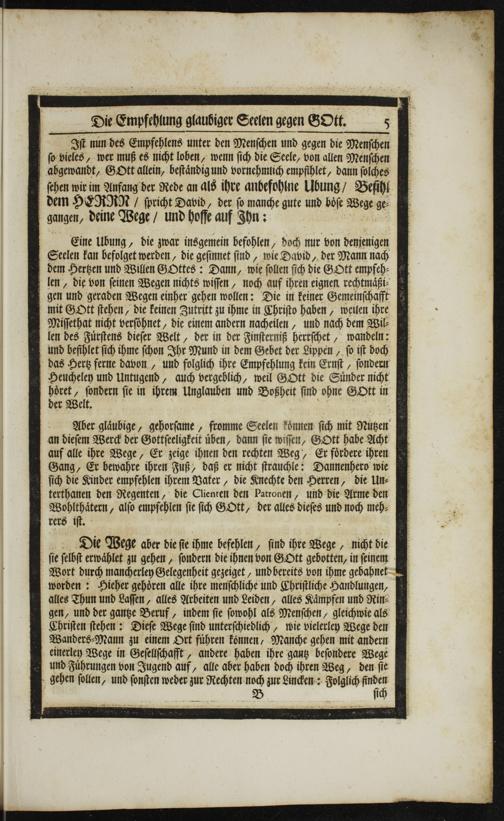 Die Empfehlung glaubiger Seelen gegen GOtt. 5
Ist nun des Empfehlens unter den Menschen und gegen die Menschen
so vieles / wer muß es nicht loben / wenn sich die Seele / von allen Menschen
abgewandt / GOtt allein / beständig und vornehmlich empfihlt / dann solches
sehen wir im Anfang der Rede an als ihre anbefohlne Ubung / Befihl
dem HERRN / spricht David / der so manche gute und böse Wege ge-
gangen / deine Wege / und hoffe auf Ihn:
Eine Ubung / die zwar insgemein befohlen / doch nur von denjenigen
Seelen kan befolget werden / die gesinnet sind / wie David / der Mann nach
dem Hertzen und Willen GOttes: Dann / wie sollen sich die GOtt empfeh-
len / die von seinen Wegen nichts wissen / noch auf ihren eignen rechtmäßi-
gen und geraden Wegen einher gehen wollen: Die in keiner Gemeinschafft
mit GOtt stehen / die keinen Zutritt zu ihme in Christo haben / weilen ihre
Missethat nicht versöhnet / die einem andern nacheilen / und nach dem Wil-
len des Fürstens dieser Welt / der in der Finsterniß herrschet / wandeln:
und befihlet sich ihme schon Ihr Mund in dem Gebet der Lippen / so ist doch
das Hertz ferne davon / und folglich ihre Empfehlung kein Ernst / sondern
Heucheley und Untugend / auch vergeblich / weil GOtt die Sünder nicht
höret / sondern sie in ihrem Unglauben und Boßheit sind ohne GOtt in
der Welt.
Aber gläubige / gehorsame / fromme Seelen können sich mit Nutzen
an diesem Werck der Gottseeligkeit üben / dann sie wissen / GOtt habe Acht
auf alle ihre Wege / Er zeige ihnen den rechten Weg / Er fördere ihren
Gang / Er bewahre ihren Fuß / daß er nicht strauchle: Dannenhero wie
sich die Kinder empfehlen ihrem Vater / die Knechte den Herren / die Un-
terthanen den Regenten / die Clienten den Patronen / und die Arme den
Wohlthätern / also empfehlen sie sich GOtt / der alles dieses und noch meh-
rers ist.
Die Wege aber die sie ihme befehlen / sind ihre Wege / nicht die
sie selbst erwählet zu gehen / sondern die ihnen von GOtt gebotten / in seinem
Wort durch mancherley Gelegenheit gezeiget / und bereits von ihme gebahnet
worden: Hieher gehören alle ihre menschliche und Christliche Handlungen /
alles Thun und Lassen / alles Arbeiten und Leiden / alles Kämpfen und Rin-
gen / und der gantze Beruf / indem sie sowohl als Menschen / gleichwie als
Christen stehen: Diese Wege sind unterschiedlich / wie vielerley Wege den
Wanders-Mann zu einem Ort führen können / Manche gehen mit andern
einerley Wege in Gesellschafft / andere haben ihre gantz besondere Wege
und Führungen von Jugend auf / alle aber haben doch ihren Weg / den sie
gehen sollen / und sonsten weder zur Rechten noch zur Lincken: Folglich finden
B sich